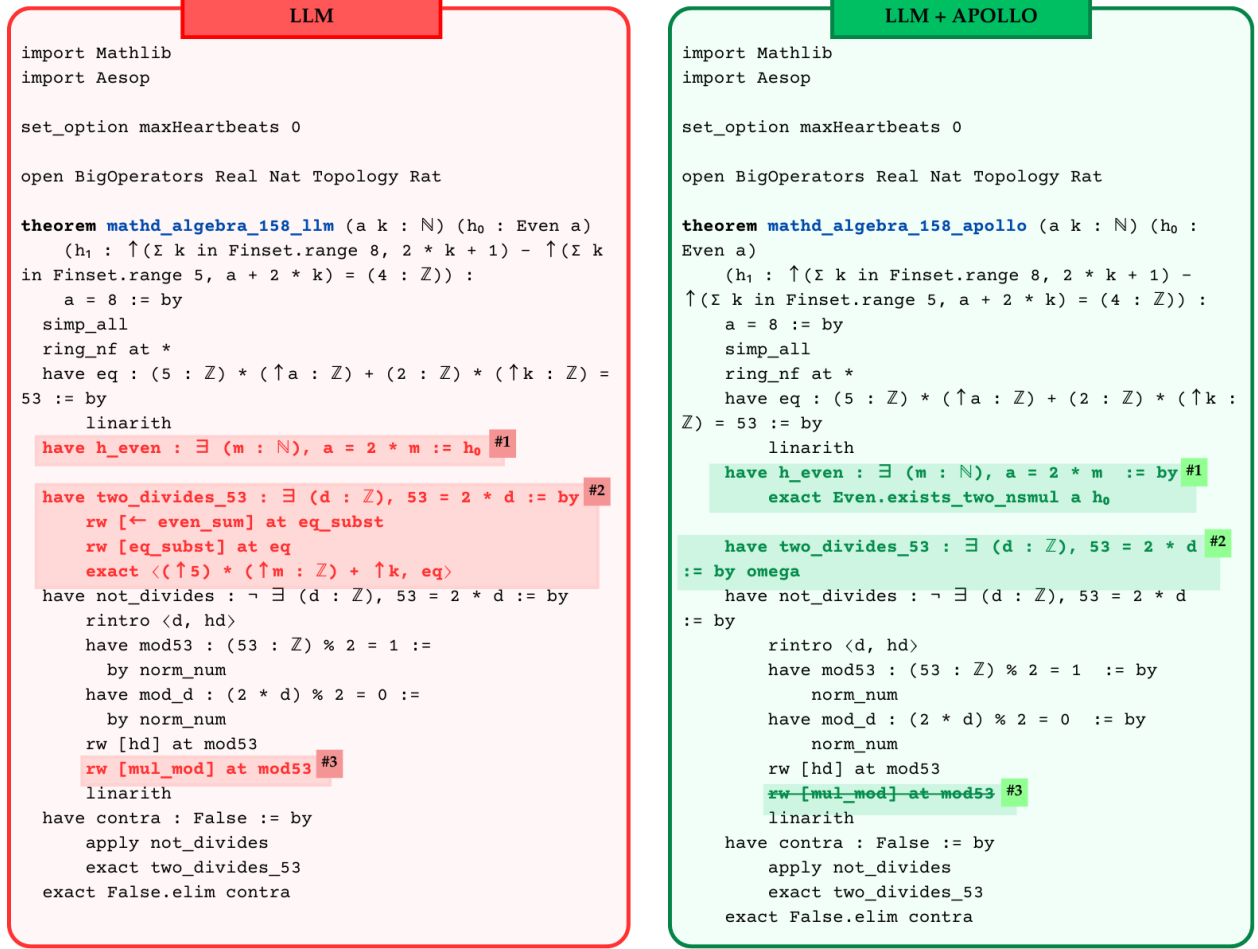 LLM
import Mathlib
import Aesop
set_option maxHeartbeats 0
open BigOperators Real Nat Topology Rat
theorem mathd_algebra_158_llm (a k : ℕ) (h₀ : Even a)
(h₁ : ↑(Σ k in Finset.range 8, 2 * k + 1) - ↑(Σ k
in Finset.range 5, a + 2 * k) = (4 : ℤ)) :
a = 8 := by
simp_all
ring_nf at *
have eq : (5 : ℤ) * (↑a : ℤ) + (2 : ℤ) * (↑k : ℤ) =
53 := by
linarith
have h_even : ∃ (m : ℕ), a = 2 * m := h₀ #1
have two_divides_53 : ∃ (d : ℤ), 53 = 2 * d := by #2
rw [← even_sum] at eq_subst
rw [eq_subst] at eq
exact ⟨(↑5) * (↑m : ℤ) + ↑k, eq⟩
have not_divides : ¬ ∃ (d : ℤ), 53 = 2 * d := by
rintro ⟨d, hd⟩
have mod53 : (53 : ℤ) % 2 = 1 :=
by norm_num
have mod_d : (2 * d) % 2 = 0 :=
by norm_num
rw [hd] at mod53
rw [mul_mod] at mod53 #3
linarith
have contra : False := by
apply not_divides
exact two_divides_53
exact False.elim contra
LLM + APOLLO
import Mathlib
import Aesop
set_option maxHeartbeats 0
open BigOperators Real Nat Topology Rat
theorem mathd_algebra_158_apollo (a k : ℕ) (h₀ :
Even a)
(h₁ : ↑(Σ k in Finset.range 8, 2 * k + 1) -
↑(Σ k in Finset.range 5, a + 2 * k) = (4 : ℤ)) :
a = 8 := by
simp_all
ring_nf at *
have eq : (5 : ℤ) * (↑a : ℤ) + (2 : ℤ) * (↑k :
ℤ) = 53 := by
linarith
have h_even : ∃ (m : ℕ), a = 2 * m := by #1
exact Even.exists_two_nsmul a h₀
have two_divides_53 : ∃ (d : ℤ), 53 = 2 * d #2
:= by omega
have not_divides : ¬ ∃ (d : ℤ), 53 = 2 * d
:= by
rintro ⟨d, hd⟩
have mod53 : (53 : ℤ) % 2 = 1 := by
norm_num
have mod_d : (2 * d) % 2 = 0 := by
norm_num
rw [hd] at mod53
rw [mul_mod] at mod53 #3
linarith
have contra : False := by
apply not_divides
exact two_divides_53
exact False.elim contra